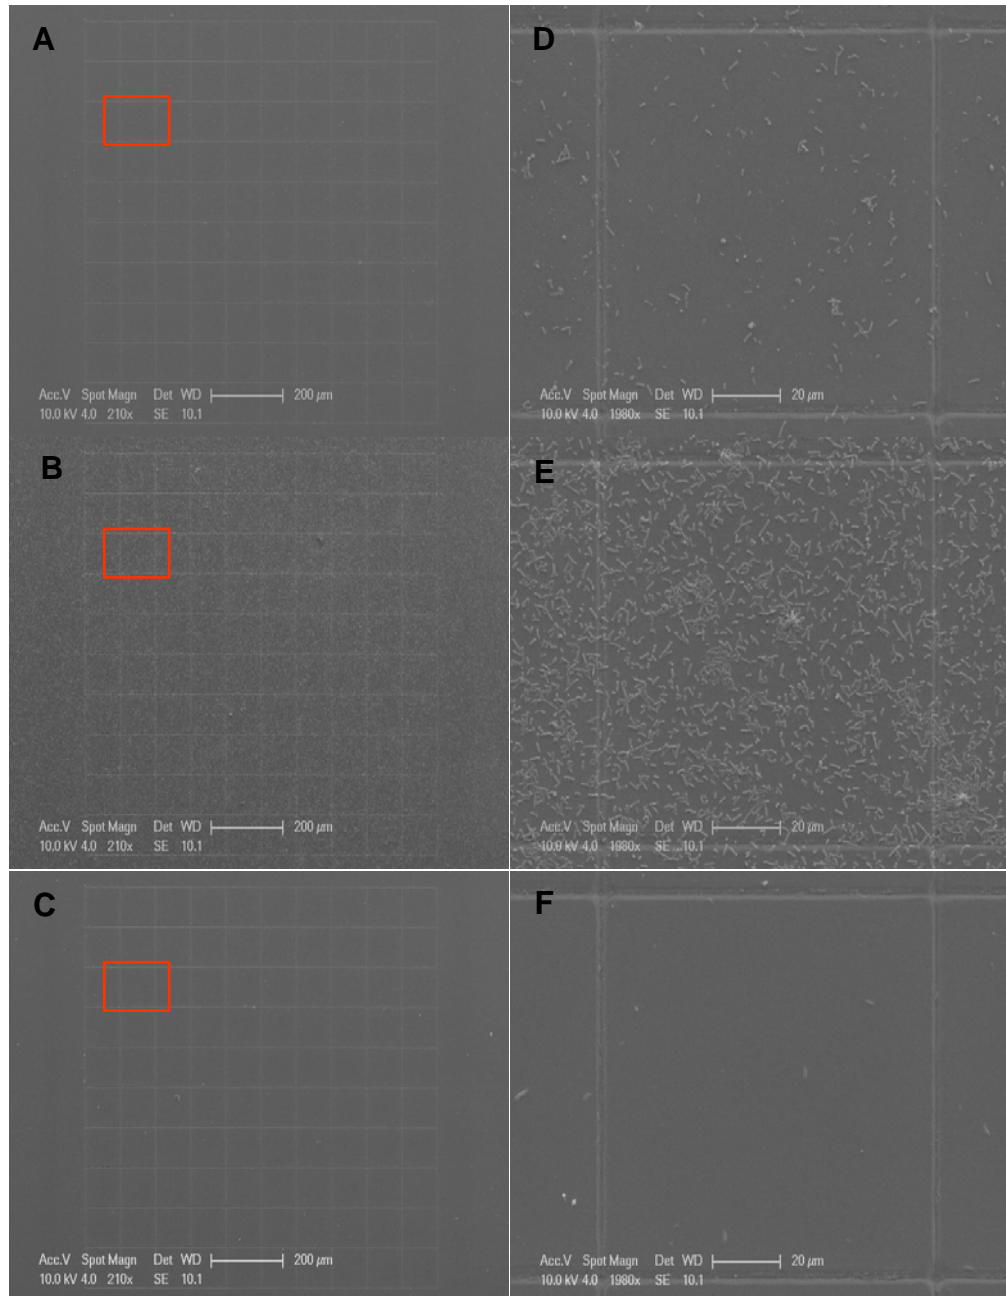 A
Acc.V Spot Magn Det WD 200 µm
10.0 kV 4.0 210x SE 10.1
D
Acc.V Spot Magn Det WD 20 µm
10.0 kV 4.0 1980x SE 10.1
B
Acc.V Spot Magn Det WD 200 µm
10.0 kV 4.0 210x SE 10.1
E
Acc.V Spot Magn Det WD 20 µm
10.0 kV 4.0 1980x SE 10.1
C
Acc.V Spot Magn Det WD 200 µm
10.0 kV 4.0 210x SE 10.1
F
Acc.V Spot Magn Det WD 20 µm
10.0 kV 4.0 1980x SE 10.1